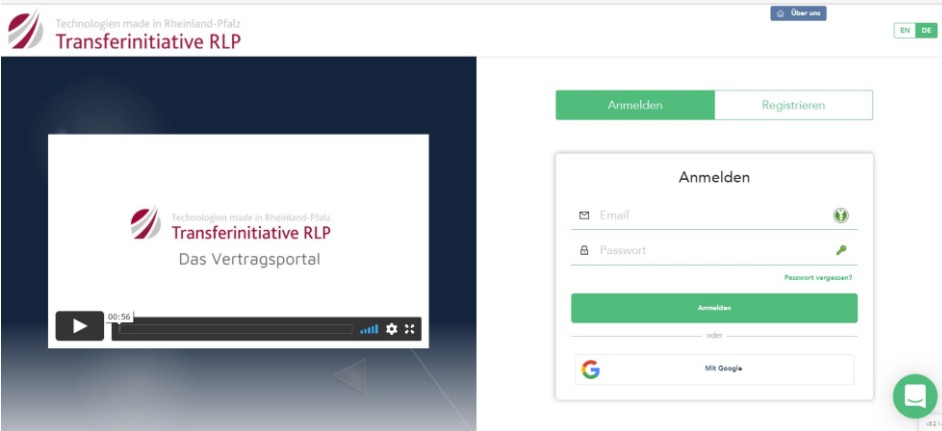 Technologien made in Rheinland-Pfalz
Transferinitiative RLP
Über uns
EN DE
Anmelden Registrieren
Technologien made in Rheinland-Pfalz
Transferinitiative RLP
Das Vertragsportal
00:56
Anmelden
Email
Passwort
Passwort vergessen?
Anmelden
oder
Mit Google